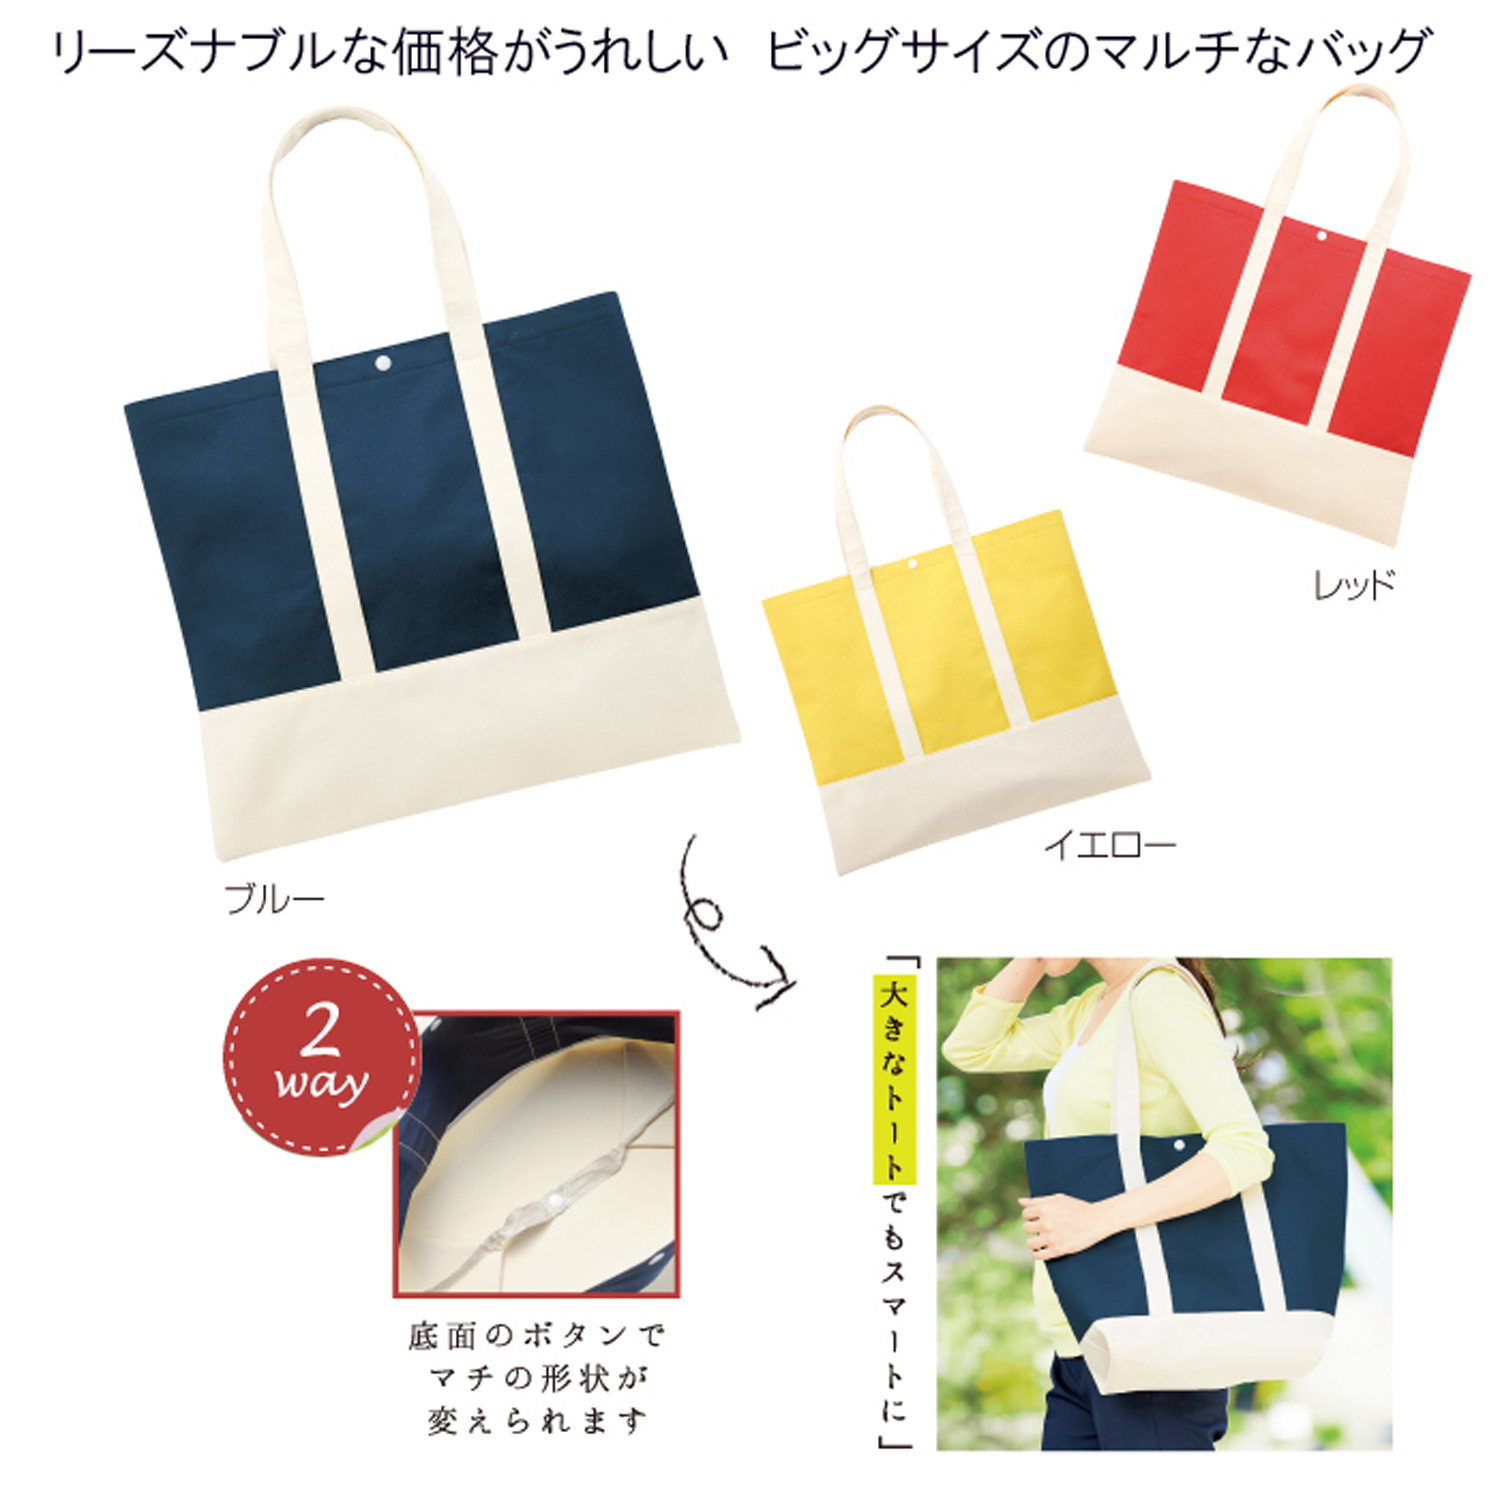 リーズナブルな価格がうれしい ビッグサイズのマルチなバッグ
レッド
イエロー
ブルー
2
way
底面のボタンで
マチの形状が
変えられます
「大きなトートでもスマートに」